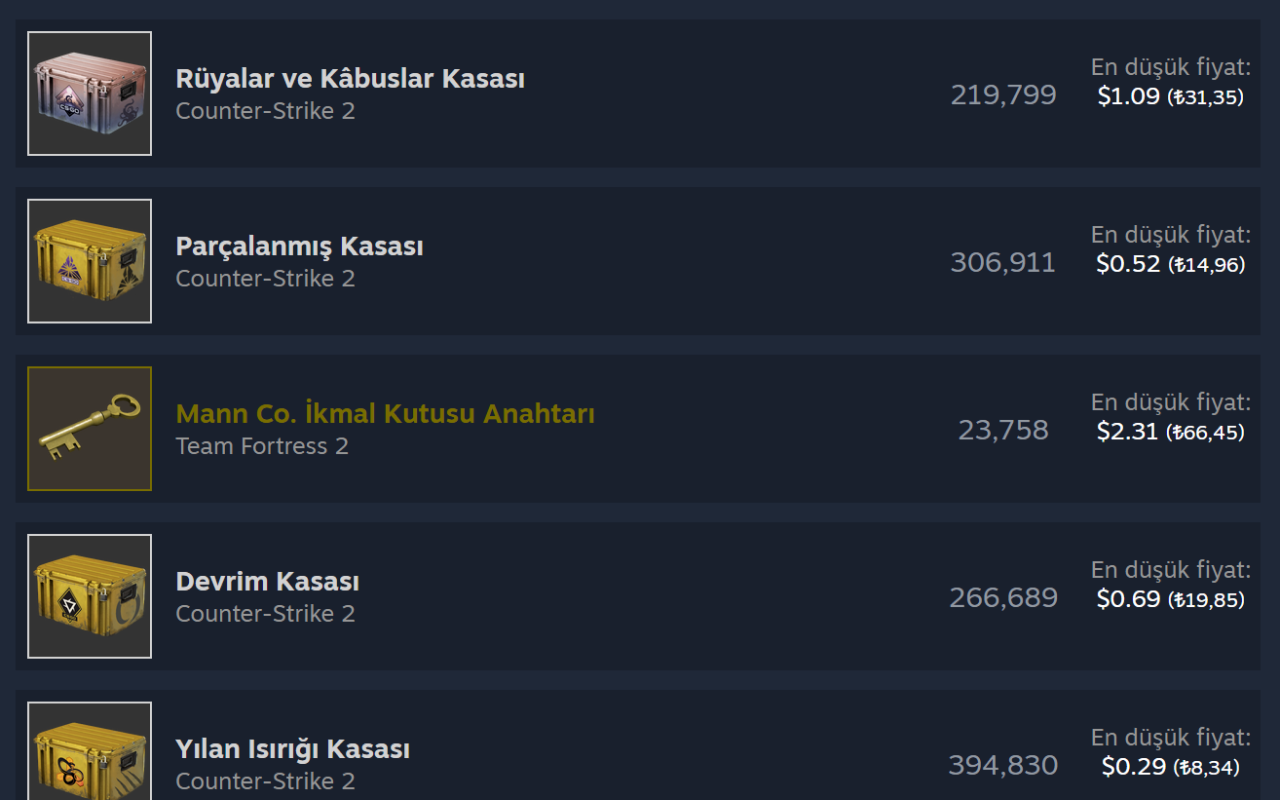 Rüyalar ve Kâbuslar Kasası
Counter-Strike 2
219,799
En düşük fiyat:
$1.09 (₺31,35)
Parçalanmış Kasası
Counter-Strike 2
306,911
En düşük fiyat:
$0.52 (₺14,96)
Mann Co. İkmal Kutusu Anahtarı
Team Fortress 2
23,758
En düşük fiyat:
$2.31 (₺66,45)
Devrim Kasası
Counter-Strike 2
266,689
En düşük fiyat:
$0.69 (₺19,85)
Yılan Isırığı Kasası
Counter-Strike 2
394,830
En düşük fiyat:
$0.29 (₺8,34)